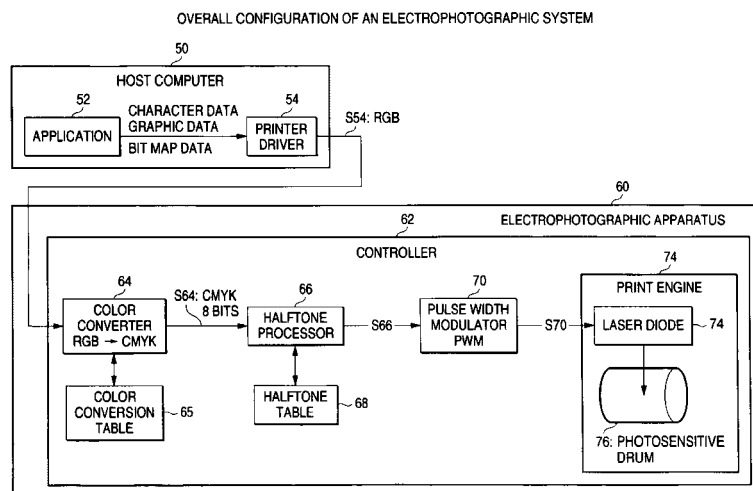 OVERALL CONFIGURATION OF AN ELECTROPHOTOGRAPHIC SYSTEM
50
HOST COMPUTER
52
APPLICATION
CHARACTER DATA
GRAPHIC DATA
BIT MAP DATA
54
PRINTER
DRIVER
S54: RGB
60
ELECTROPHOTOGRAPHIC APPARATUS
62
CONTROLLER
64
COLOR
CONVERTER
RGB → CMYK
S64: CMYK
8 BITS
66
HALFTONE
PROCESSOR
S66
70
PULSE WIDTH
MODULATOR
PWM
S70
74
PRINT ENGINE
LASER DIODE
74
COLOR
CONVERSION
TABLE
65
HALFTONE
TABLE
68
76: PHOTOSENSITIVE
DRUM